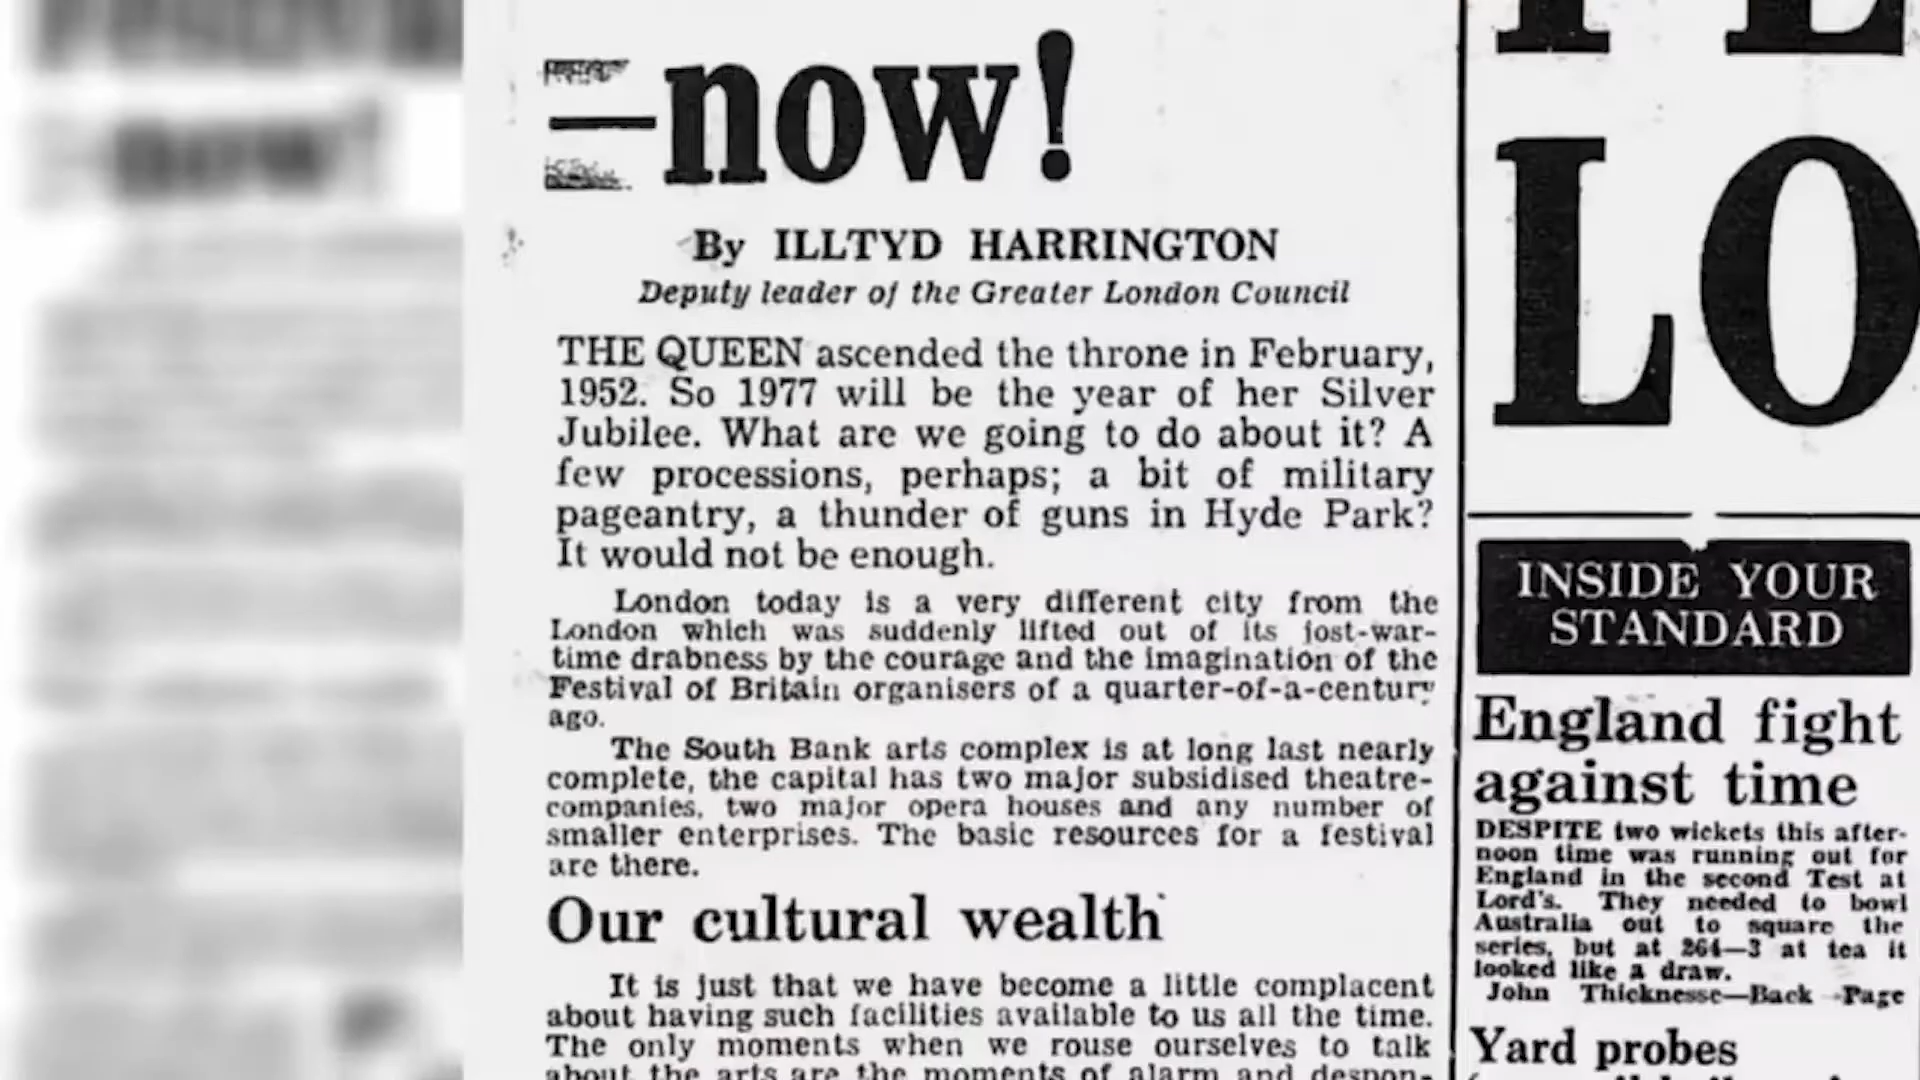 —now!
By ILLTYD HARRINGTON
Deputy leader of the Greater London Council
THE QUEEN ascended the throne in February,
1952. So 1977 will be the year of her Silver
Jubilee. What are we going to do about it? A
few processions, perhaps; a bit of military
pageantry, a thunder of guns in Hyde Park?
It would not be enough.
London today is a very different city from the
London which was suddenly lifted out of its jost-war-
time drabness by the courage and the imagination of the
Festival of Britain organisers of a quarter-of-a-century
ago.
The South Bank arts complex is at long last nearly
complete, the capital has two major subsidised theatre-
companies, two major opera houses and any number of
smaller enterprises. The basic resources for a festival
are there.
Our cultural wealth
It is just that we have become a little complacent
about having such facilities available to us all the time.
The only moments when we rouse ourselves to talk
about the arts are the moments of alarm and despon-
LO
INSIDE YOUR
STANDARD
England fight
against time
DESPITE two wickets this after-
noon time was running out for
England in the second Test at
Lord's. They needed to bowl
Australia out to square the
series, but at 264—3 at tea it
looked like a draw.
John Thicknesse—Back Page
Yard probes